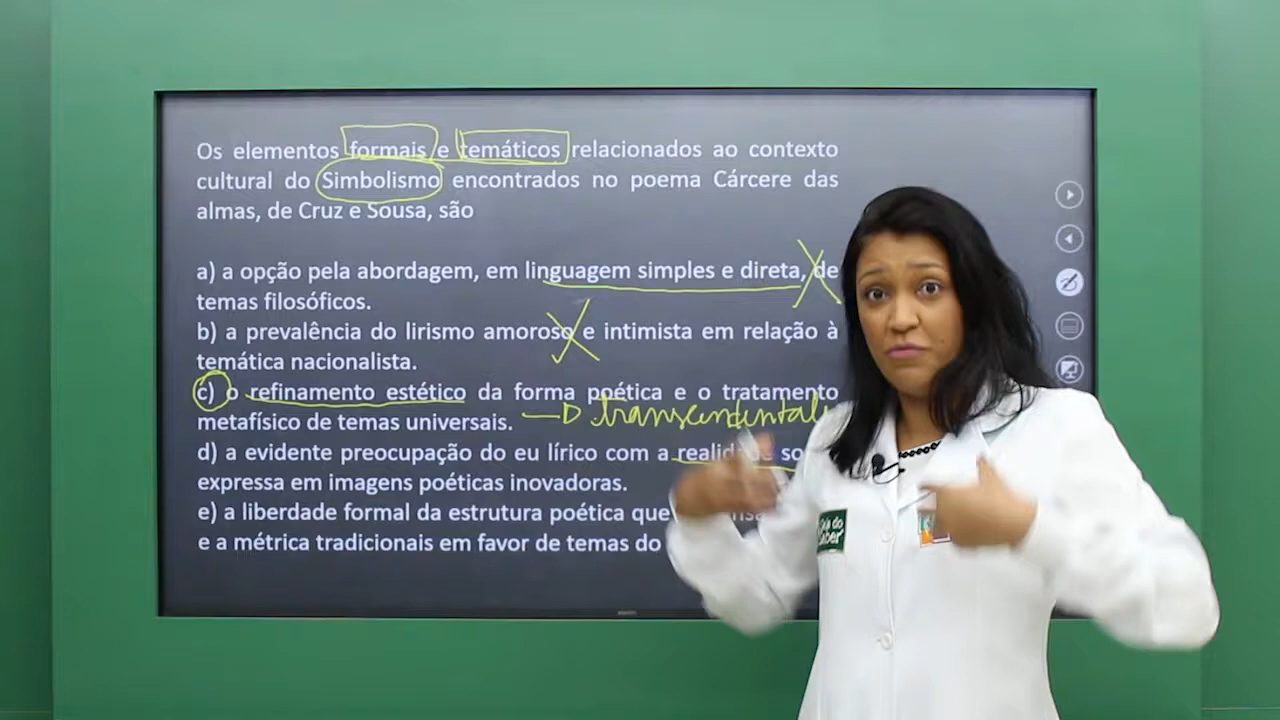 Os elementos formais e temáticos relacionados ao contexto
cultural do Simbolismo encontrados no poema Cárcere das
almas, de Cruz e Sousa, são
a) a opção pela abordagem, em linguagem simples e direta, de
temas filosóficos.
b) a prevalência do lirismo amoroso e intimista em relação à
temática nacionalista.
c) o refinamento estético da forma poética e o tratamento
metafísico de temas universais.
transcendental
d) a evidente preocupação do eu lírico com a realidade
expressa em imagens poéticas inovadoras.
e) a liberdade formal da estrutura poética que
e a métrica tradicionais em favor de temas do